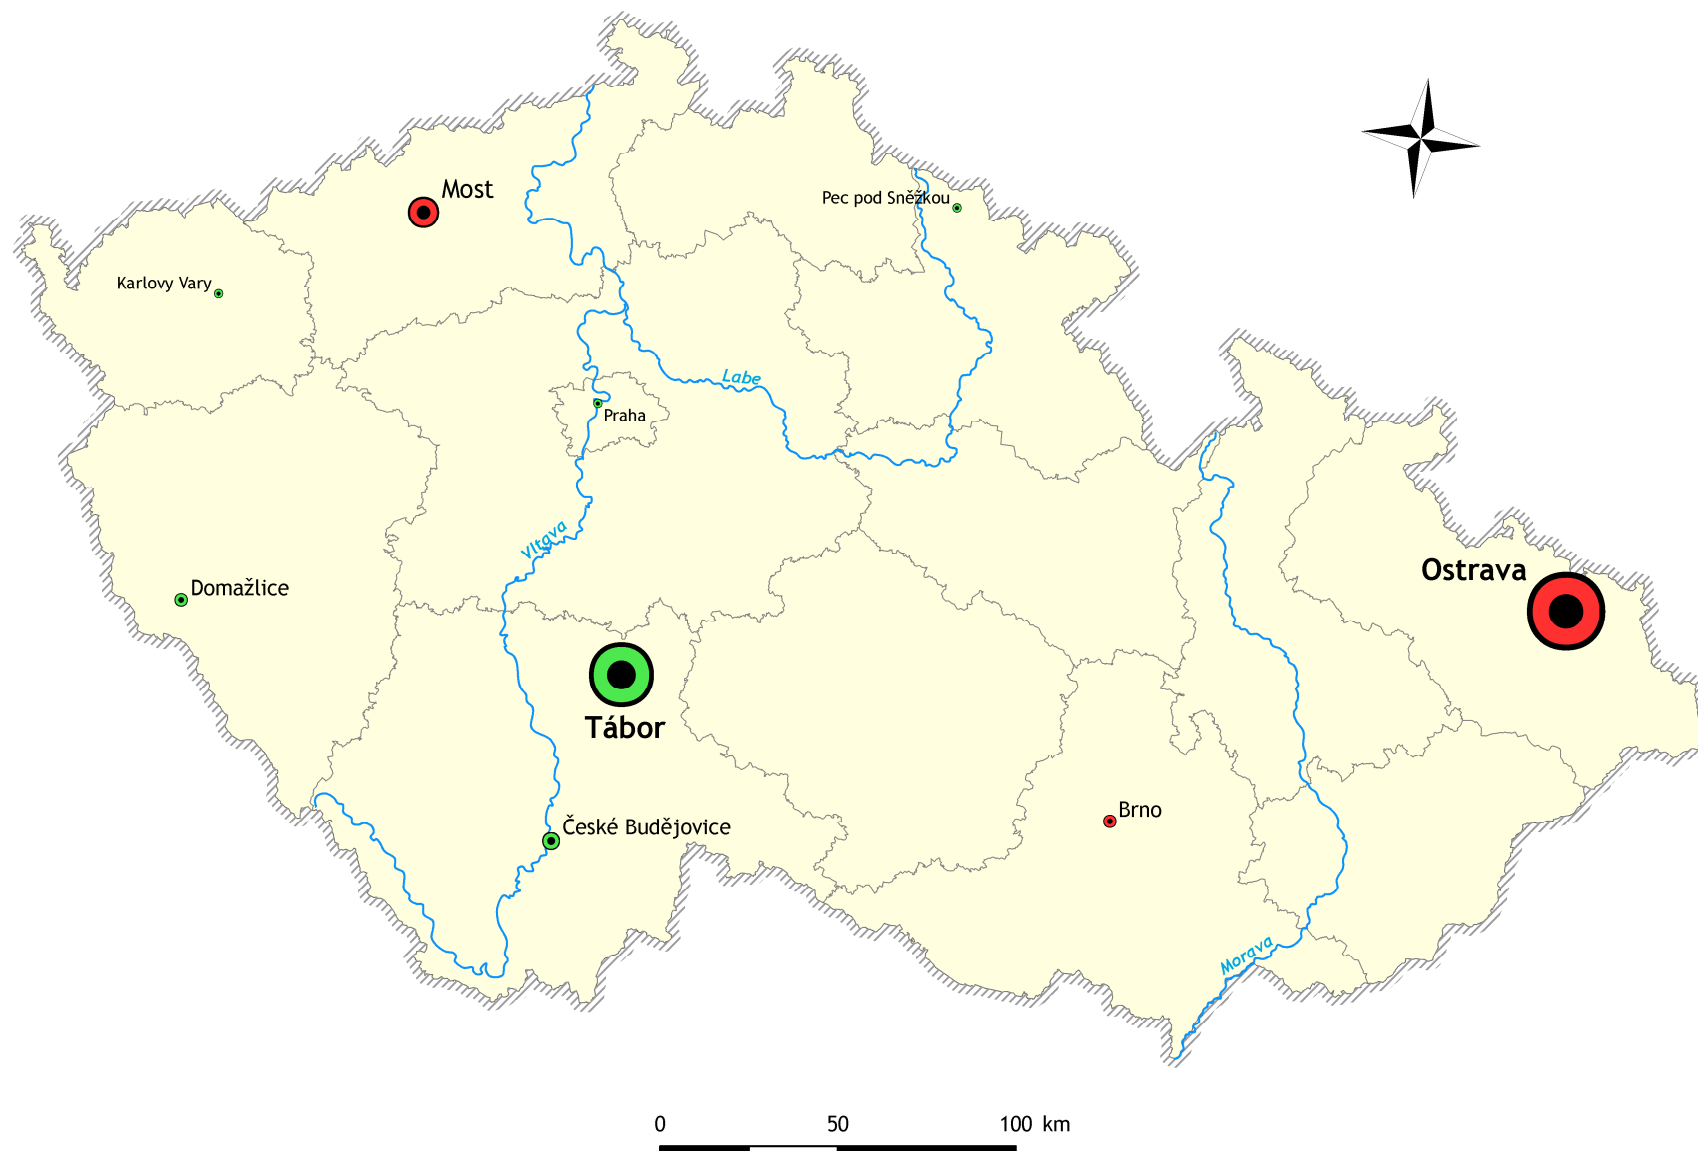 Most
Pec pod Sněžkou
Karlovy Vary
Labe
Praha
Vltava
Ostrava
Domažlice
Tábor
Brno
České Budějovice
Morava
0 50 100 km